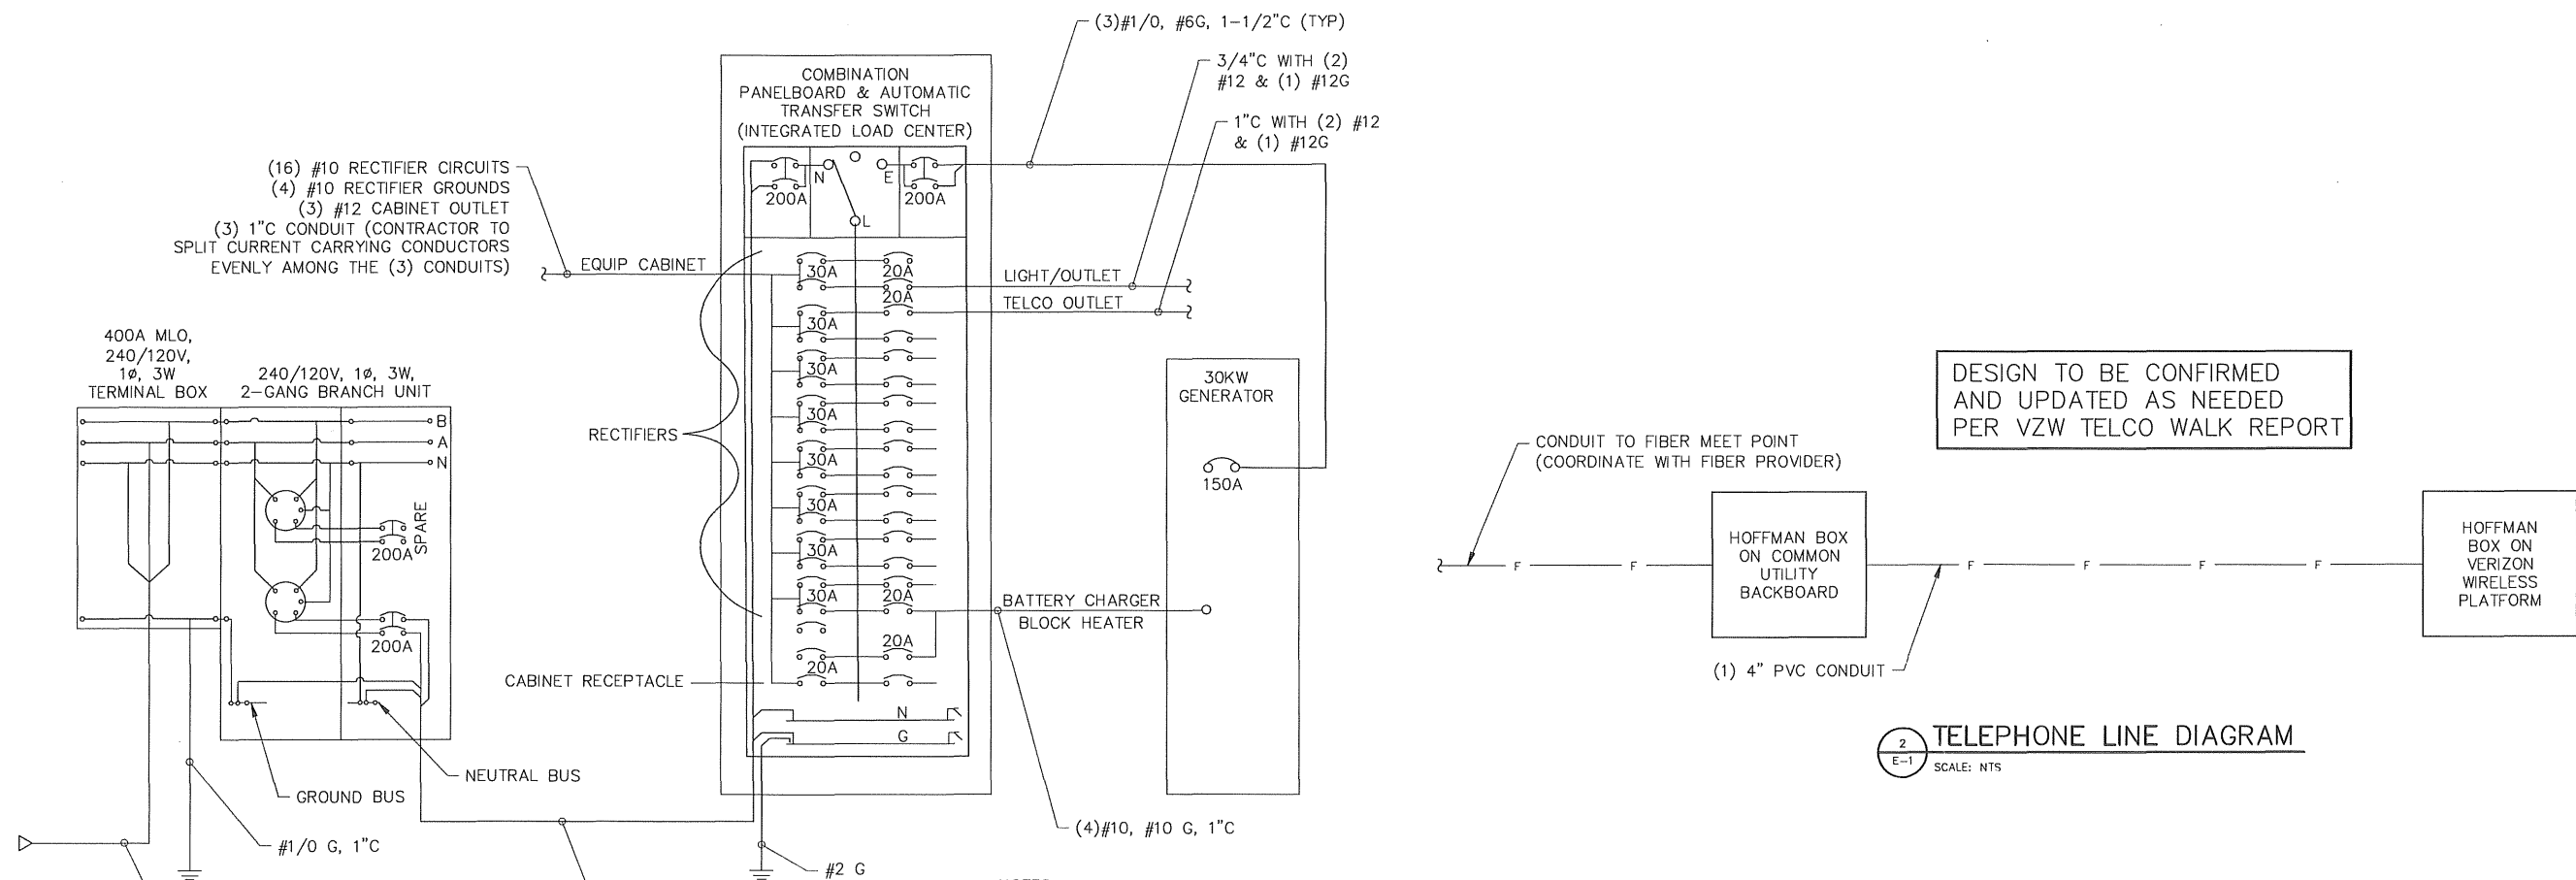 (3)#1/0, #6G, 1-1/2"C (TYP)
3/4"C WITH (2)
#12 & (1) #12G
1"C WITH (2) #12
& (1) #12G
COMBINATION
PANELBOARD & AUTOMATIC
TRANSFER SWITCH
(INTEGRATED LOAD CENTER)
N
E
200A
200A
L
(16) #10 RECTIFIER CIRCUITS
(4) #10 RECTIFIER GROUNDS
(3) #12 CABINET OUTLET
(3) 1"C CONDUIT (CONTRACTOR TO
SPLIT CURRENT CARRYING CONDUCTORS
EVENLY AMONG THE (3) CONDUITS)
EQUIP CABINET
30A
20A
LIGHT/OUTLET
20A
TELCO OUTLET
30A
30A
30A
30A
30A
30A
30A
20A
RECTIFIERS
BATTERY CHARGER
BLOCK HEATER
20A
20A
CABINET RECEPTACLE
N
G
400A MLO,
240/120V,
1ø, 3W
TERMINAL BOX
240/120V, 1ø, 3W,
2-GANG BRANCH UNIT
B
A
N
SPARE
200A
200A
NEUTRAL BUS
GROUND BUS
#1/0 G, 1"C
#2 G
(4)#10, #10 G, 1"C
30KW
GENERATOR
150A
DESIGN TO BE CONFIRMED
AND UPDATED AS NEEDED
PER VZW TELCO WALK REPORT
CONDUIT TO FIBER MEET POINT
(COORDINATE WITH FIBER PROVIDER)
F
F
HOFFMAN BOX
ON COMMON
UTILITY
BACKBOARD
F
F
F
F
HOFFMAN
BOX ON
VERIZON
WIRELESS
PLATFORM
(1) 4" PVC CONDUIT
2
E-1
TELEPHONE LINE DIAGRAM
SCALE: NTS